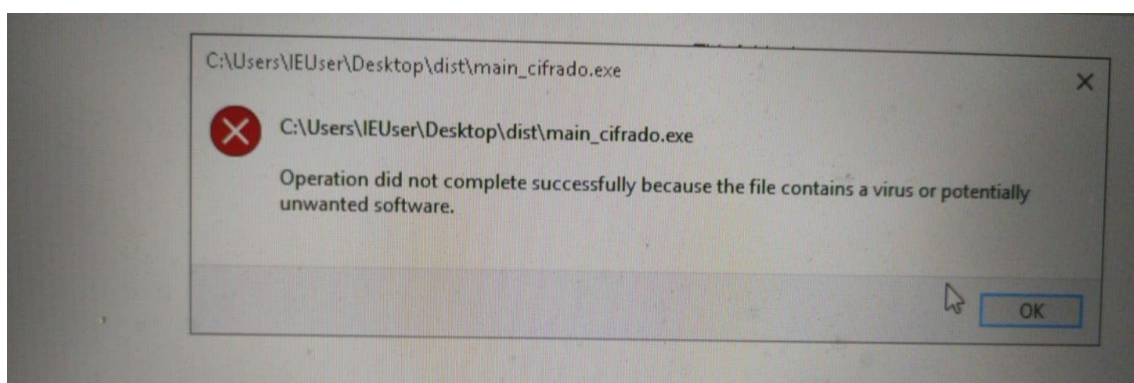 C:\Users\IEUser\Desktop\dist\main_cifrado.exe
C:\Users\IEUser\Desktop\dist\main_cifrado.exe
Operation did not complete successfully because the file contains a virus or potentially
unwanted software.
OK